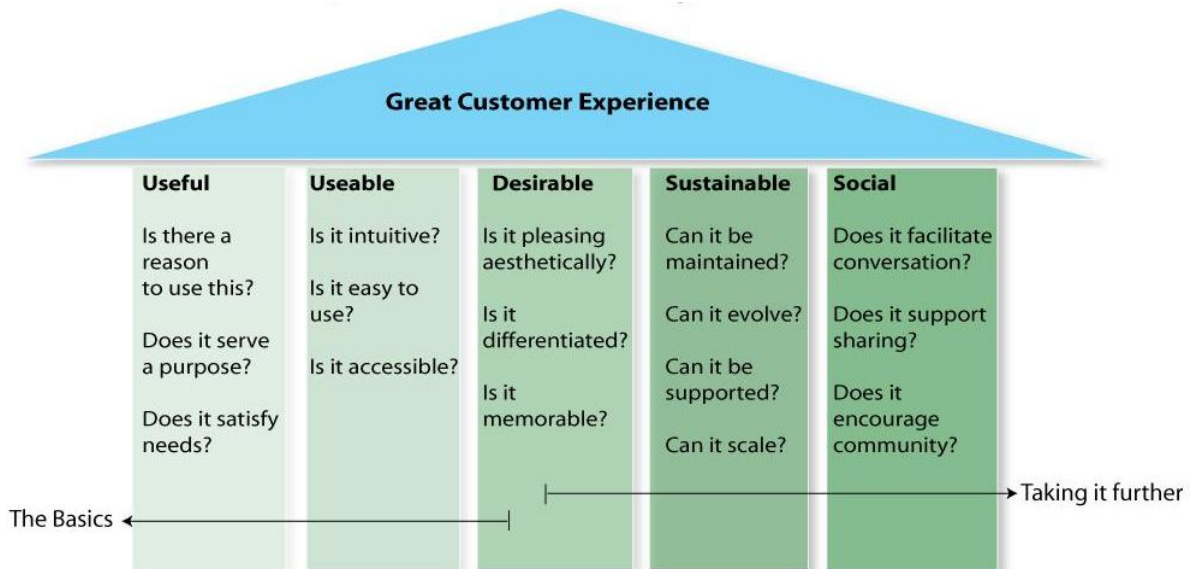 Great Customer Experience
Useful
Is there a
reason
to use this?
Does it serve
a purpose?
Does it satisfy
needs?
Useable
Is it intuitive?
Is it easy to
use?
Is it accessible?
Desirable
Is it pleasing
aesthetically?
Is it
differentiated?
Is it
memorable?
Sustainable
Can it be
maintained?
Can it evolve?
Can it be
supported?
Can it scale?
Social
Does it facilitate
conversation?
Does it support
sharing?
Does it
encourage
community?
Taking it further
The Basics